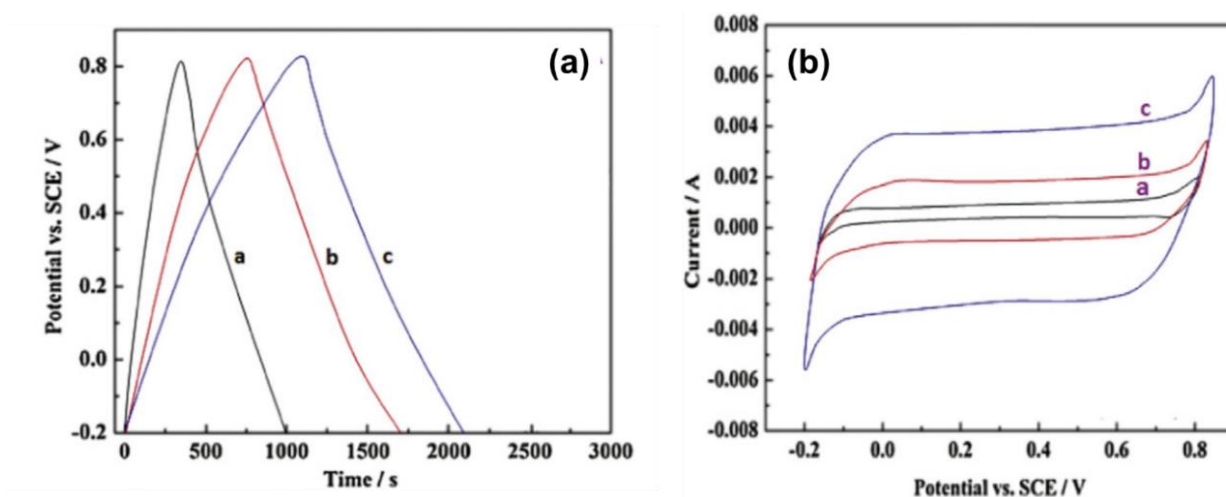 (a)
0.8
0.6
0.4
0.2
0.0
-0.2
Potential vs. SCE / V
a
b
c
0
500
1000
1500
2000
2500
3000
Time / s
(b)
0.008
0.006
0.004
0.002
0.000
-0.002
-0.004
-0.006
-0.008
Current / A
c
b
a
-0.2
0.0
0.2
0.4
0.6
0.8
Potential vs. SCE / V